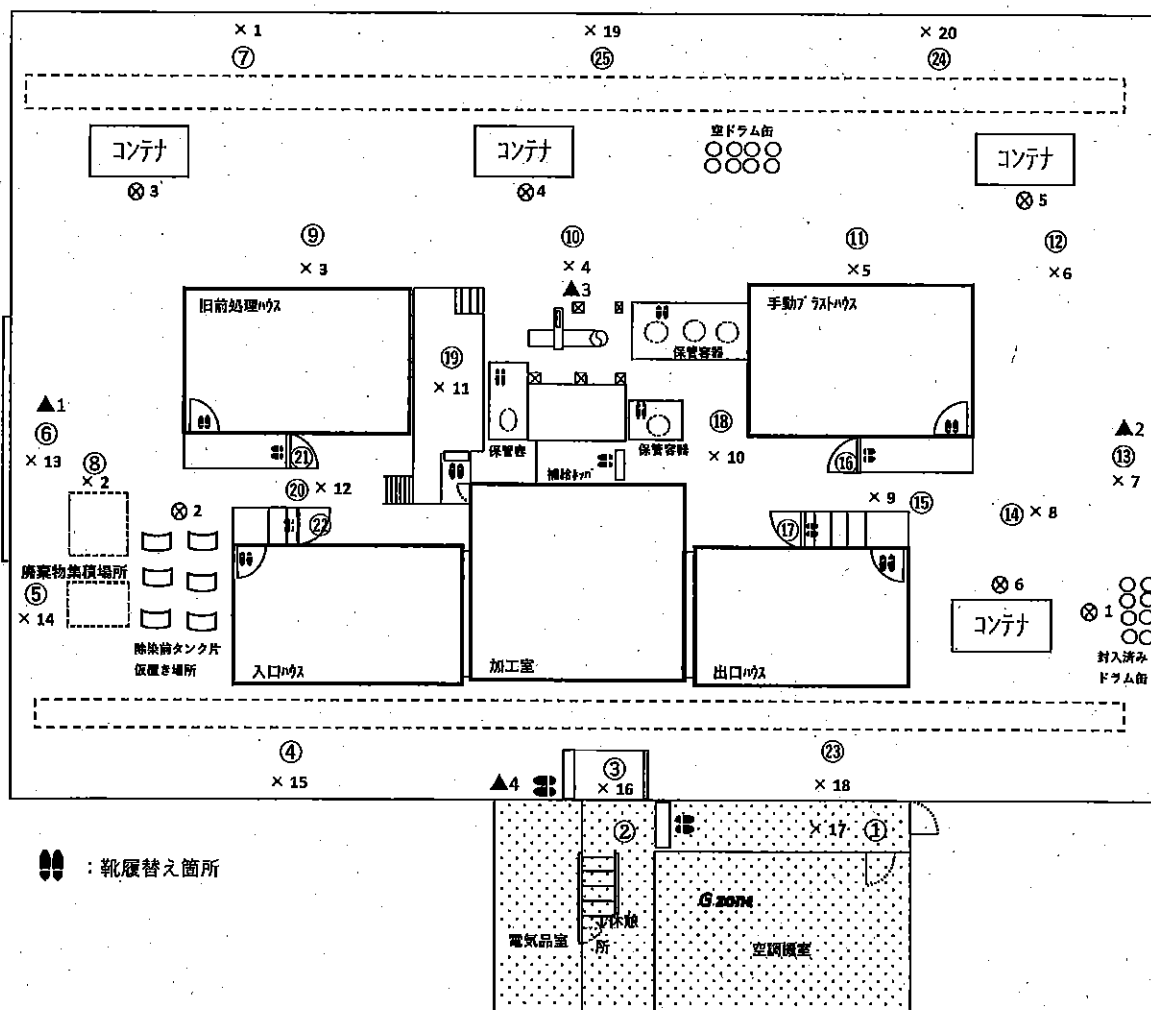 × 1
× 19
× 20
⑦
㉕
㉔
コンテナ
コンテナ
空ドラム缶
コンテナ
⊗ 3
⊗ 4
⊗ 5
⑨
⑩
⑪
⑫
× 3
× 4
× 5
× 6
▲3
旧前処理ハウス
手動ブラストハウス
保管容器
⑲
× 11
▲1
⑥
× 13
⑧
× 2
保管容
保管容器
⑱
× 10
▲2
⑬
× 7
㉑
⑯
⑳
× 12
⊗ 2
㉒
× 9
⑮
⑰
⑭
× 8
廃棄物集積場所
⑤
× 14
除染前タンク片
仮置き場所
入口ハウス
加工室
出口ハウス
⊗ 6
コンテナ
⊗ 1
封入済み
ドラム缶
④
× 15
③
× 16
▲4
㉓
× 18
②
× 17
①
:靴履替え箇所
G zone
電気品室
休憩
所
空調機室